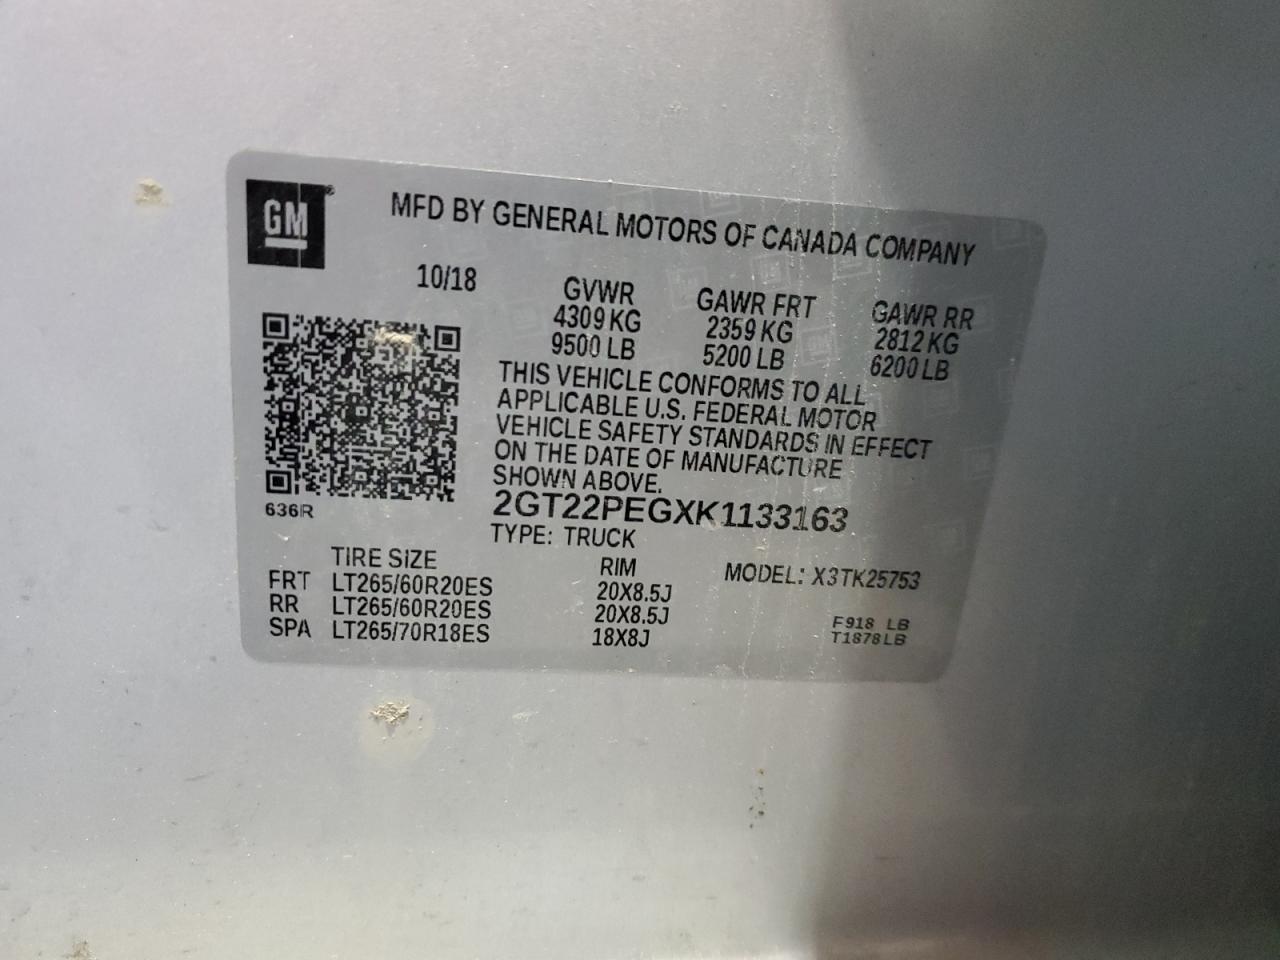 GM®
MFD BY GENERAL MOTORS OF CANADA COMPANY
10/18 GVWR GAWR FRT GAWR RR
4309 KG 2359 KG 2812 KG
9500 LB 5200 LB 6200 LB
THIS VEHICLE CONFORMS TO ALL
APPLICABLE U.S. FEDERAL MOTOR
VEHICLE SAFETY STANDARDS IN EFFECT
ON THE DATE OF MANUFACTURE
SHOWN ABOVE.
636R
2GT22PEGXK1133163
TYPE: TRUCK
TIRE SIZE RIM MODEL: X3TK25753
FRT LT265/60R20ES 20X8.5J
RR LT265/60R20ES 20X8.5J
SPA LT265/70R18ES 18X8J
F918 LB
T1878LB